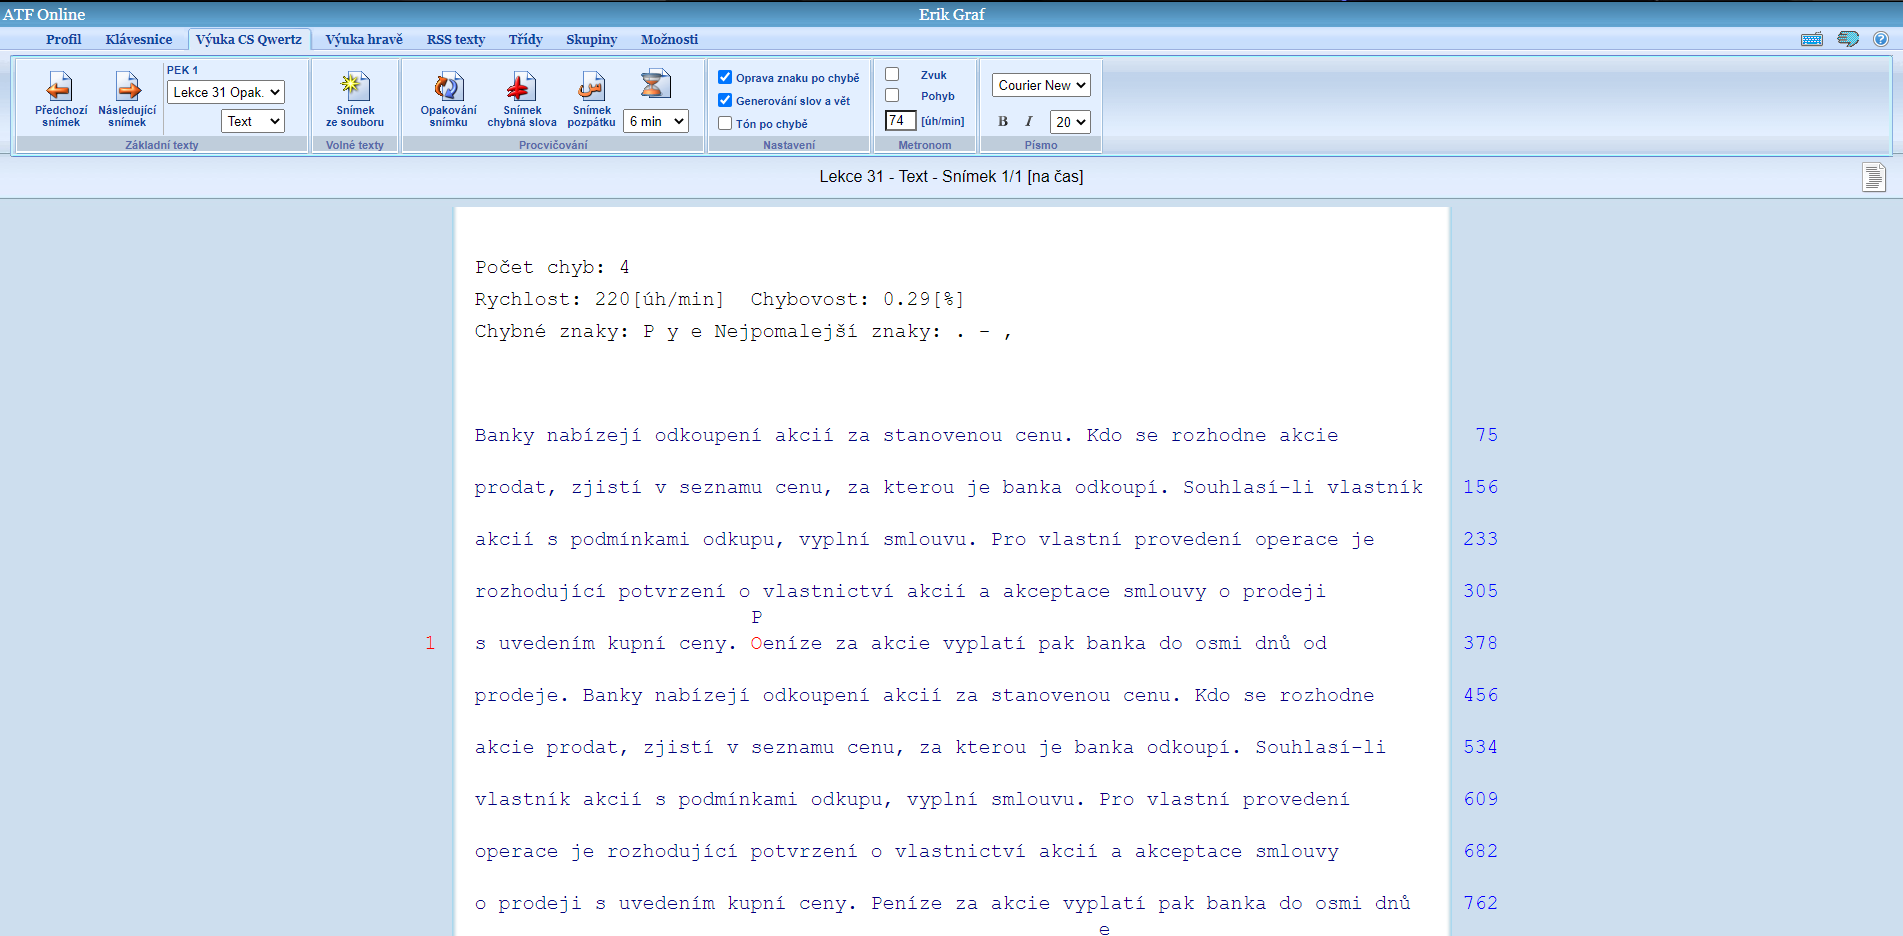 ATF Online
Erik Graf
Profil Klávesnice Výuka CS Qwertz Výuka hravě RSS texty Třídy Skupiny Možnosti
Předchozí snímek
Následující snímek
PEK 1
Lekce 31 Opak.
Text
Základní texty
Snímek ze souboru
Volné texty
Opakování snímku
Snímek chybná slova
Snímek pozpátku
6 min
Procvičování
Oprava znaku po chybě
Generování slov a vět
Tón po chybě
Nastavení
Zvuk
Pohyb
74 [úh/min]
Metronom
Courier New
B I 20
Písmo
Lekce 31 - Text - Snímek 1/1 [na čas]
Počet chyb: 4
Rychlost: 220[úh/min] Chybovost: 0.29[%]
Chybné znaky: P y e Nejpomalejší znaky: . - ,
Banky nabízejí odkoupení akcií za stanovenou cenu. Kdo se rozhodne akcie 75
prodat, zjistí v seznamu cenu, za kterou je banka odkoupí. Souhlasí-li vlastník 156
akcií s podmínkami odkupu, vyplní smlouvu. Pro vlastní provedení operace je 233
rozhodující potvrzení o vlastnictví akcií a akceptace smlouvy o prodeji 305
P
1 s uvedením kupní ceny. Oeníze za akcie vyplatí pak banka do osmi dnů od 378
prodeje. Banky nabízejí odkoupení akcií za stanovenou cenu. Kdo se rozhodne 456
akcie prodat, zjistí v seznamu cenu, za kterou je banka odkoupí. Souhlasí-li 534
vlastník akcií s podmínkami odkupu, vyplní smlouvu. Pro vlastní provedení 609
operace je rozhodující potvrzení o vlastnictví akcií a akceptace smlouvy 682
o prodeji s uvedením kupní ceny. Peníze za akcie vyplatí pak banka do osmi dnů 762
e